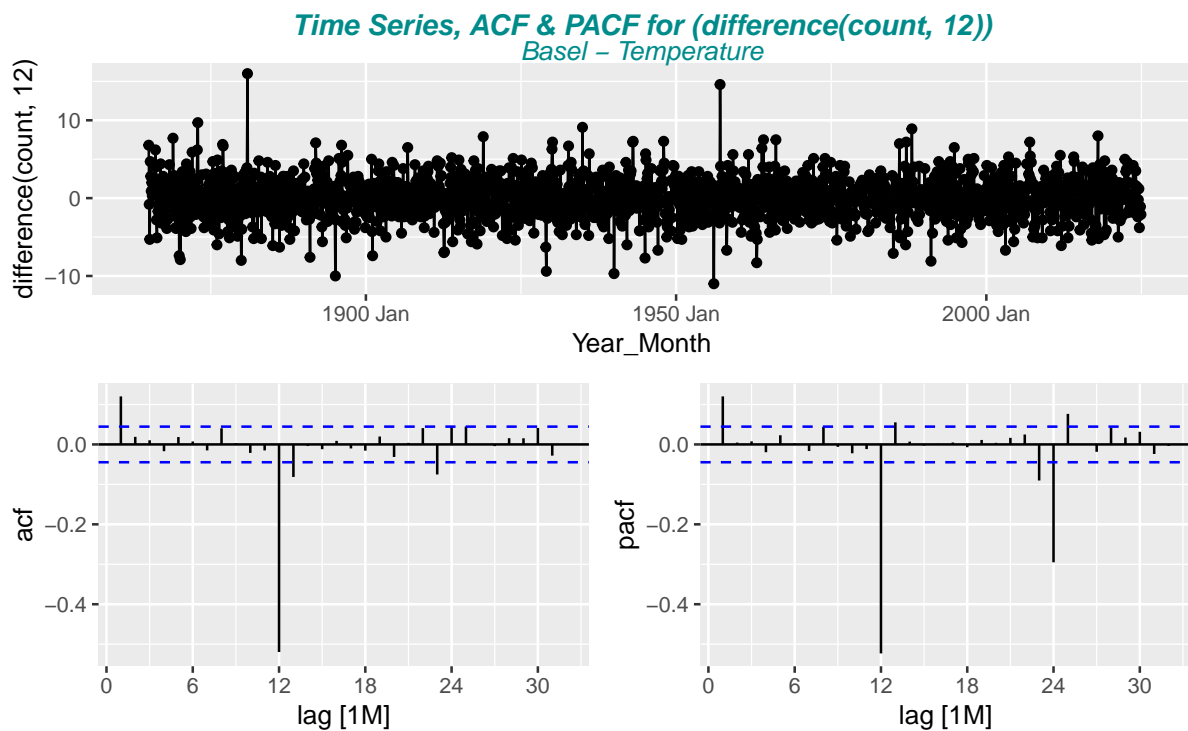 Time Series, ACF & PACF for (difference(count, 12))
Basel − Temperature
difference(count, 12)
10
0
−10
1900 Jan
1950 Jan
2000 Jan
Year_Month
acf
0.0
−0.2
−0.4
0
6
12
18
24
30
lag [1M]
pacf
0.0
−0.2
−0.4
0
6
12
18
24
30
lag [1M]